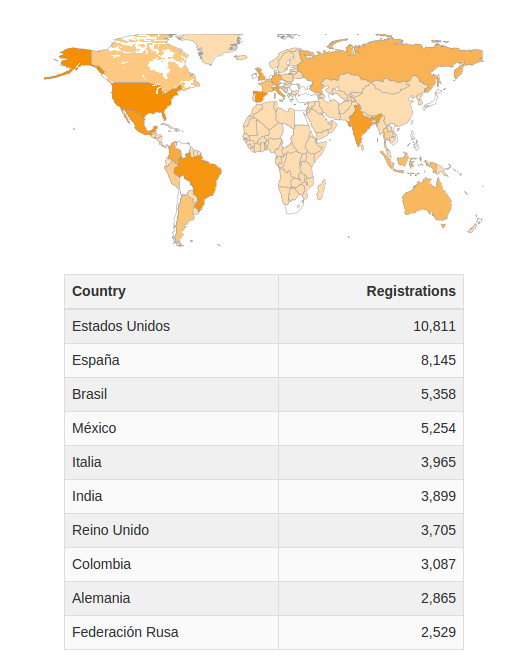 Country Registrations
Estados Unidos 10,811
España 8,145
Brasil 5,358
México 5,254
Italia 3,965
India 3,899
Reino Unido 3,705
Colombia 3,087
Alemania 2,865
Federación Rusa 2,529